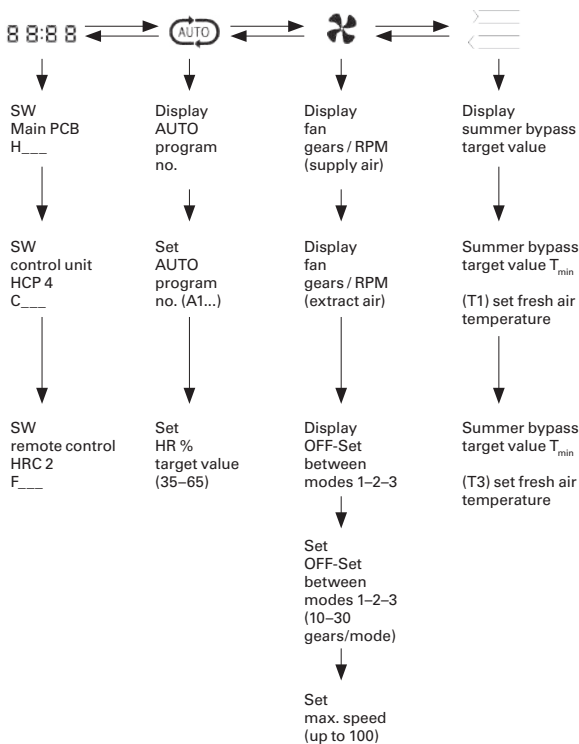 88:88
AUTO
SW
Main PCB
H___
SW
control unit
HCP 4
C___
SW
remote control
HRC 2
F___
Display
AUTO
program
no.
Set
AUTO
program
no. (A1...)
Set
HR %
target value
(35–65)
Display
fan
gears / RPM
(supply air)
Display
fan
gears / RPM
(extract air)
Display
OFF-Set
between
modes 1–2–3
Set
OFF-Set
between
modes 1–2–3
(10–30
gears/mode)
Set
max. speed
(up to 100)
Display
summer bypass
target value
Summer bypass
target value Tmin
(T1) set fresh air
temperature
Summer bypass
target value Tmin
(T3) set fresh air
temperature